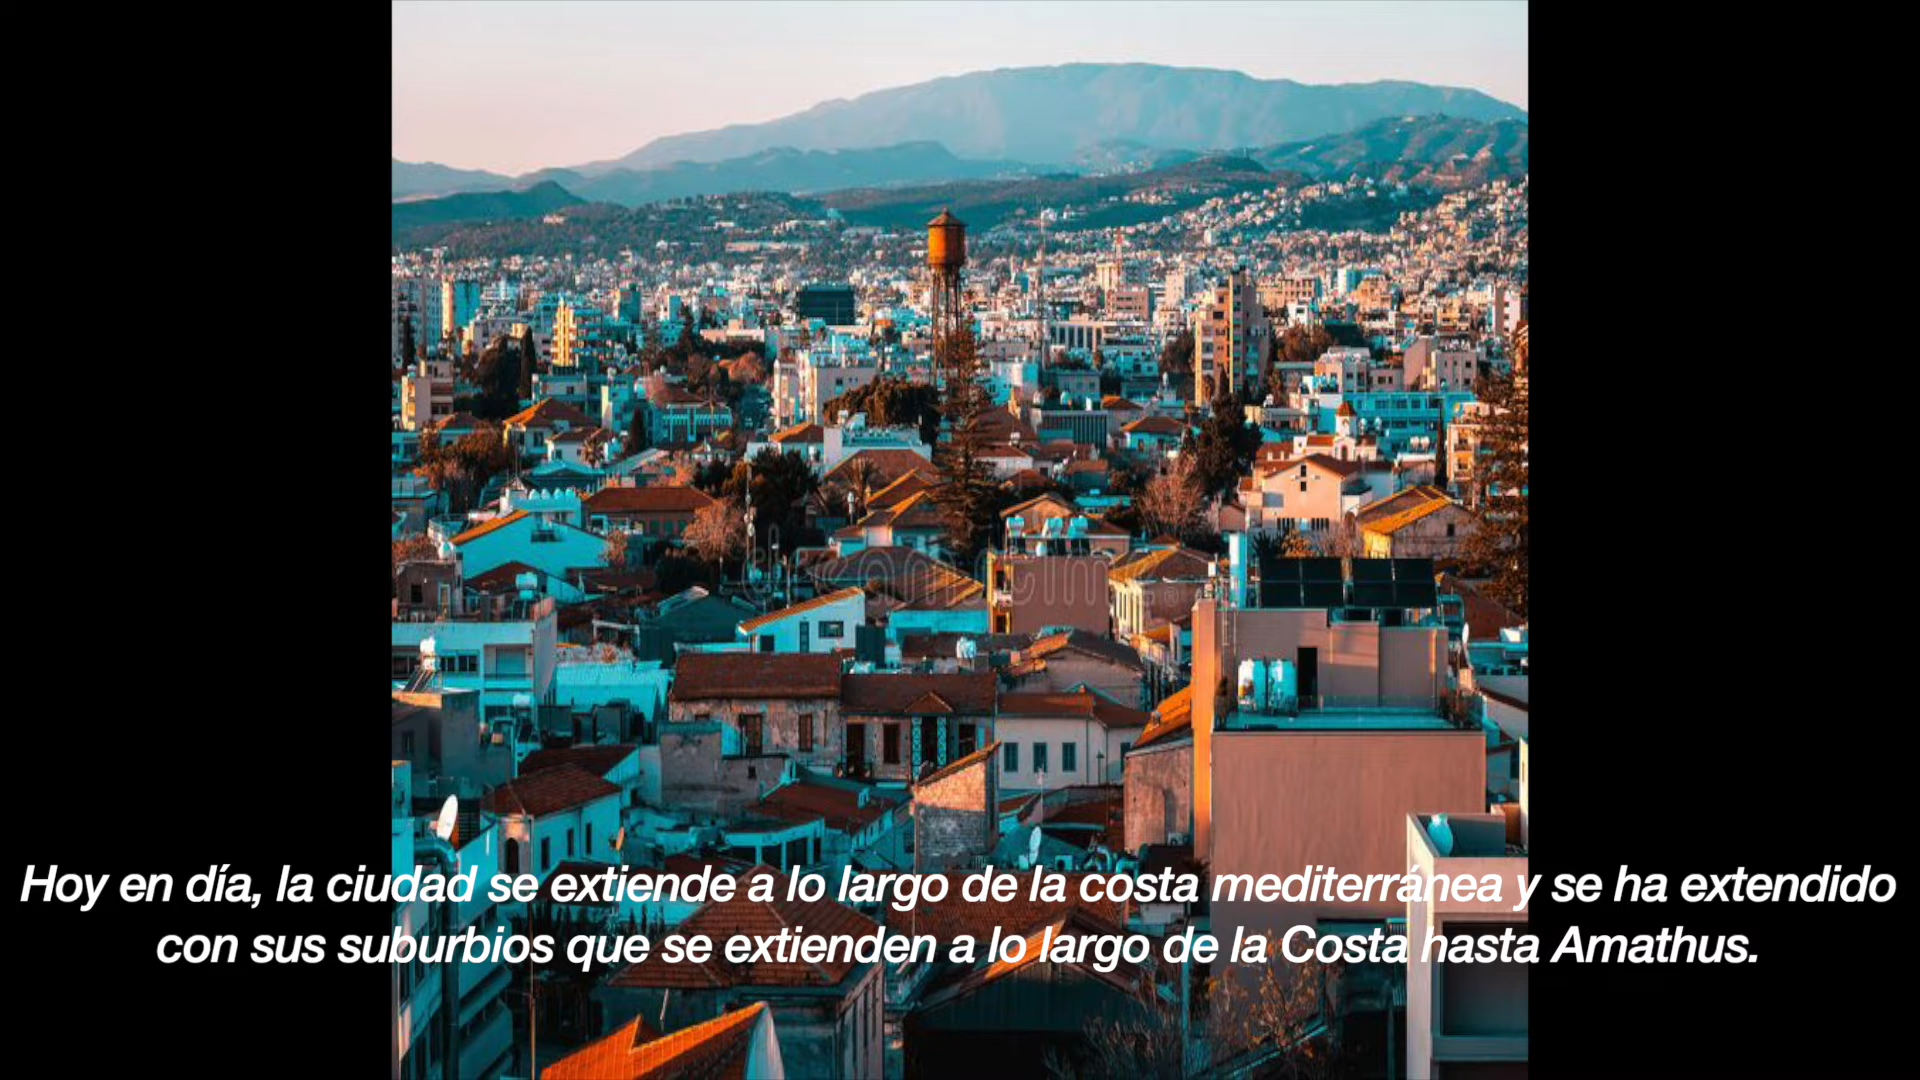 Hoy en día, la ciudad se extiende a lo largo de la costa mediterránea y se ha extendido
con sus suburbios que se extienden a lo largo de la Costa hasta Amathus.